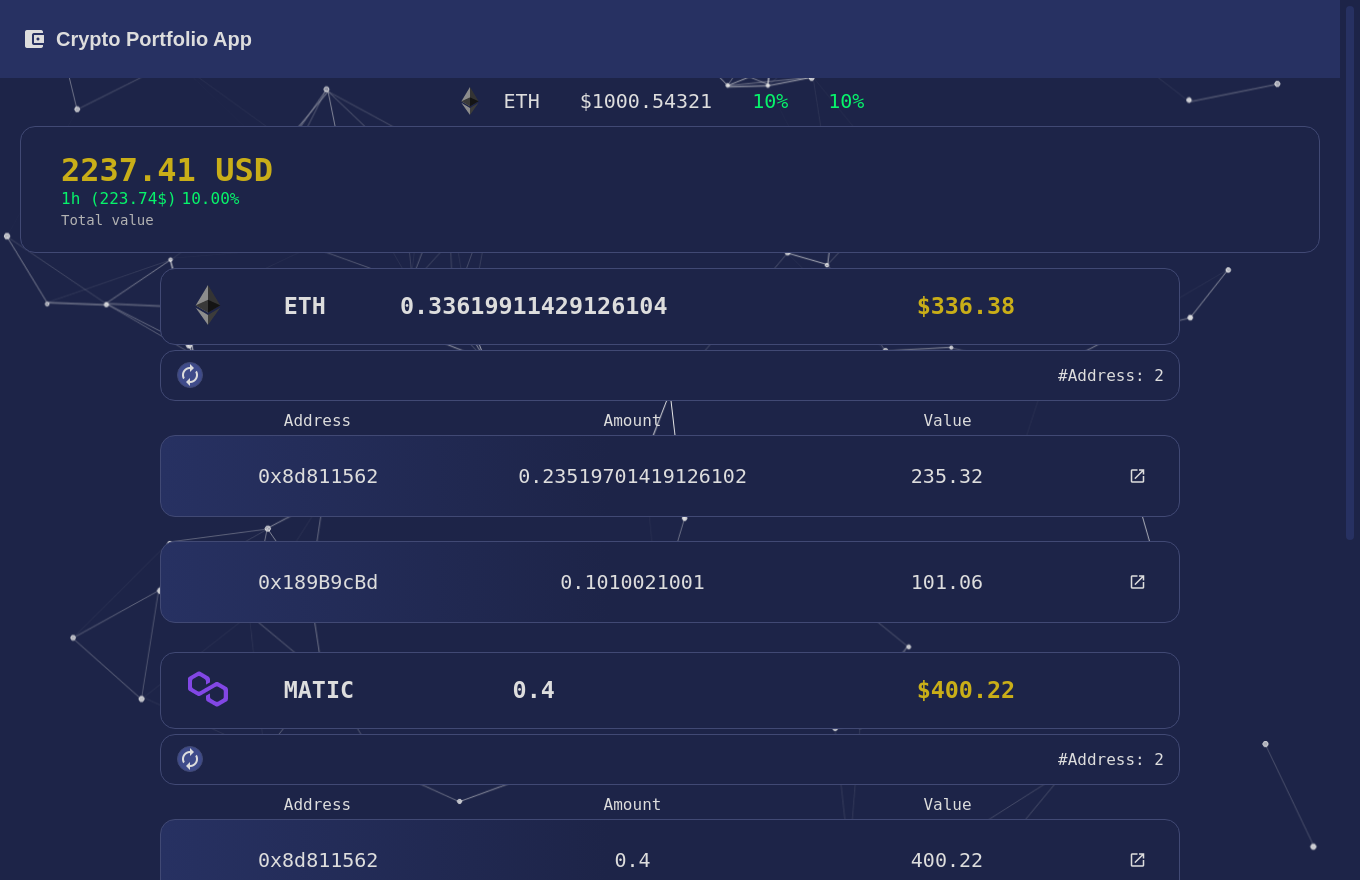 Crypto Portfolio App
ETH $1000.54321 10% 10%
2237.41 USD
1h (223.74$) 10.00%
Total value
ETH 0.33619911429126104 $336.38
#Address: 2
Address Amount Value
0x8d811562 0.23519701419126102 235.32
0x189B9cBd 0.1010021001 101.06
MATIC 0.4 $400.22
#Address: 2
Address Amount Value
0x8d811562 0.4 400.22